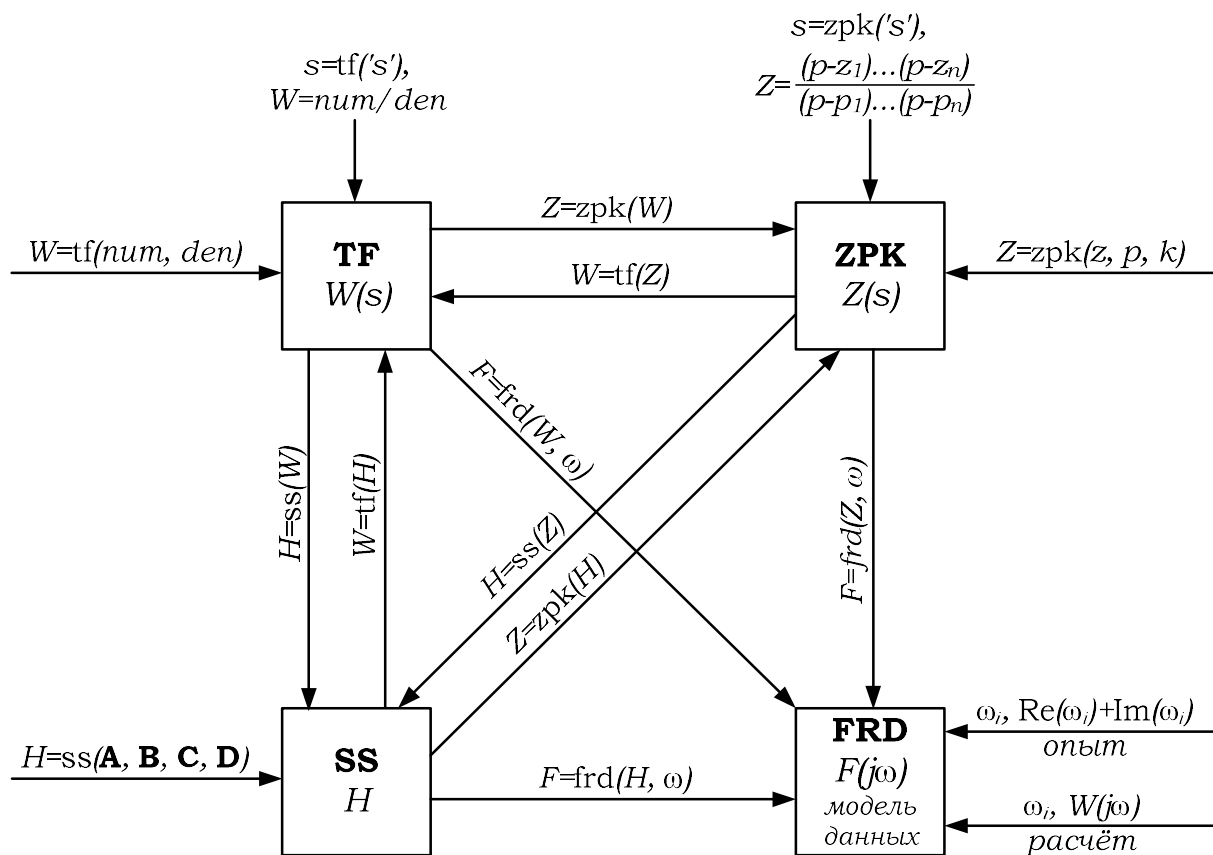 s=tf('s'),
W=num/den
s=zpk('s'),
Z=(p-z₁)...(p-zₙ)
(p-p₁)...(p-pₙ)
W=tf(num, den)
TF
W(s)
Z=zpk(W)
W=tf(Z)
ZPK
Z(s)
Z=zpk(z, p, k)
H=ss(W)
W=tf(H)
F=frd(W, ω)
H=ss(Z)
Z=zpk(H)
F=frd(Z, ω)
H=ss(A, B, C, D)
SS
H
F=frd(H, ω)
FRD
F(jω)
модель
данных
ωᵢ, Re(ωᵢ)+Im(ωᵢ)
опыт
ωᵢ, W(jω)
расчёт